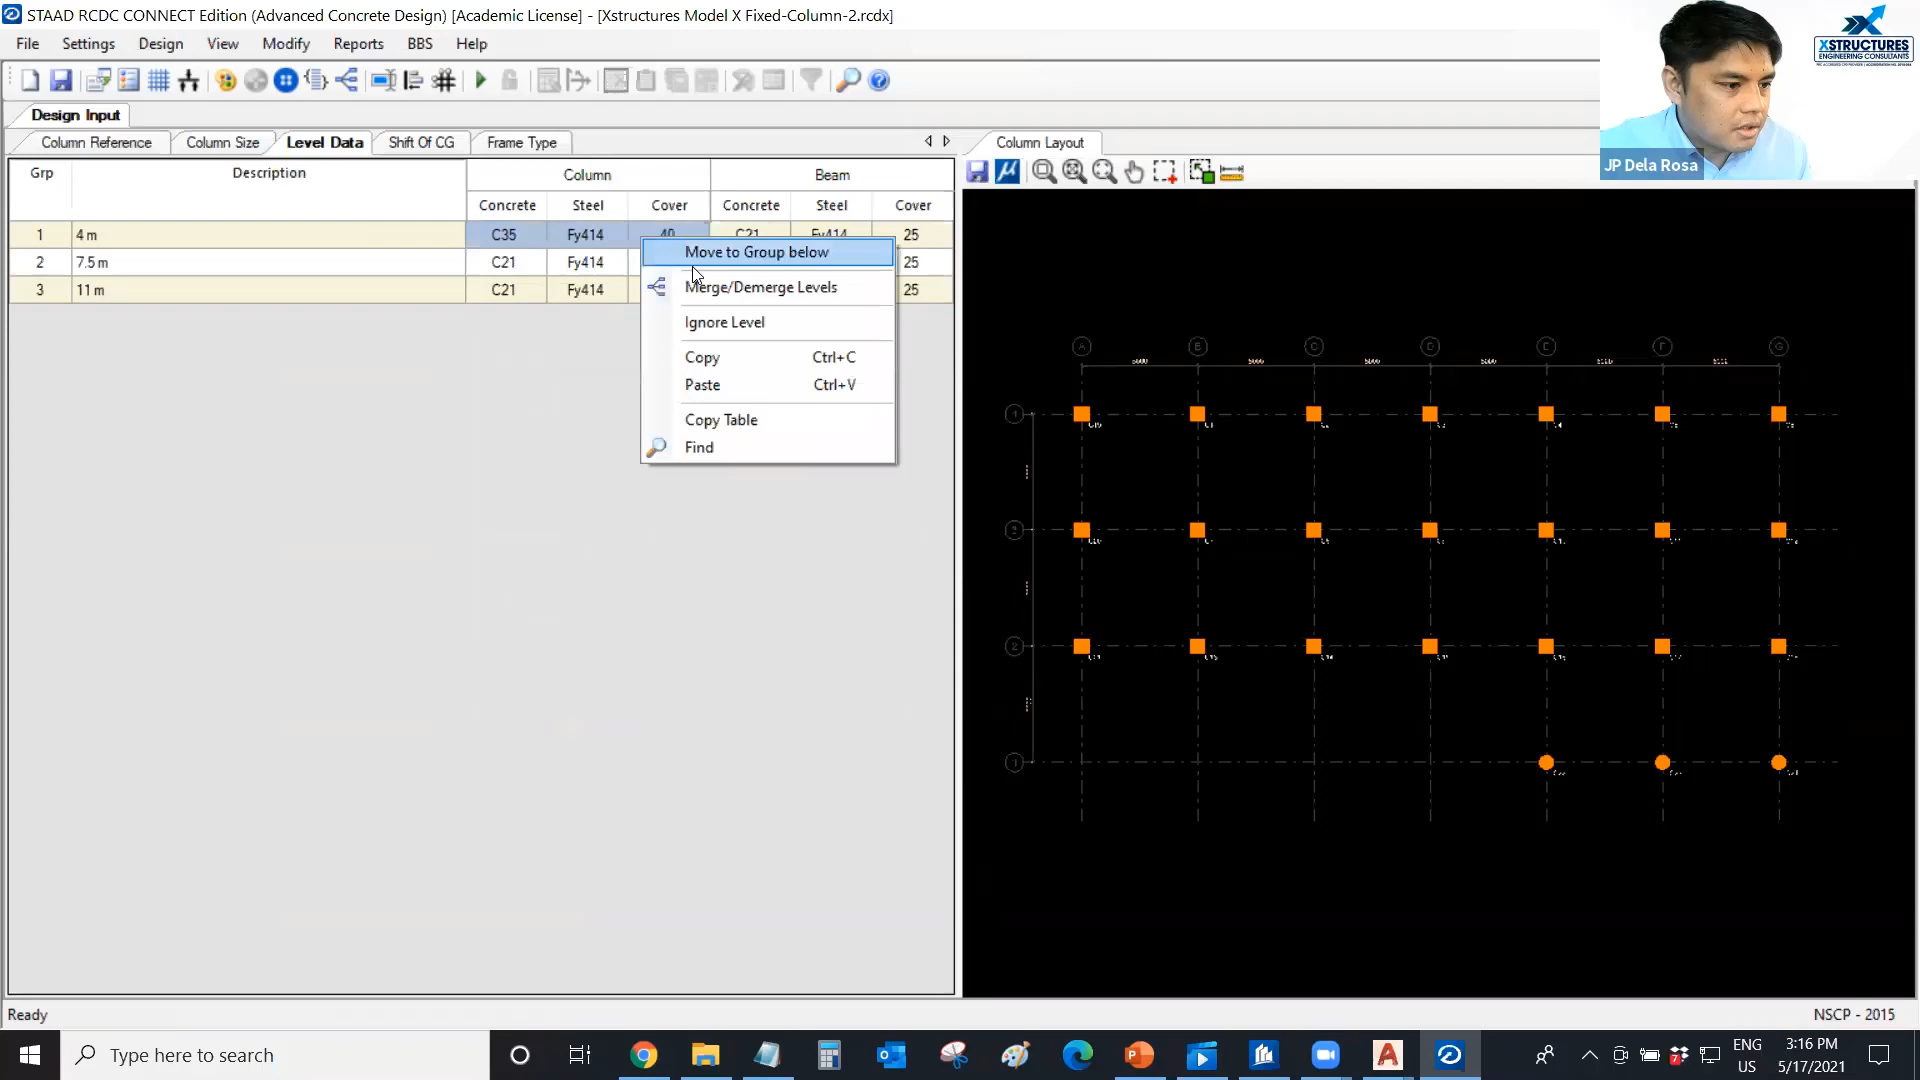 STAAD RCDC CONNECT Edition (Advanced Concrete Design) [Academic License] - [Xstructures Model X Fixed-Column-2.rcdx]
File Settings Design View Modify Reports BBS Help
XSTRUCTURES
ENGINEERING CONSULTANTS
JP Dela Rosa
Design Input
Column Reference Column Size Level Data Shift Of CG Frame Type
Column Layout
Grp Description Column Beam
Concrete Steel Cover Concrete Steel Cover
1 4 m C35 Fy414 40 C21 Fy414 25
2 7.5 m C21 Fy414 25
3 11 m C21 Fy414 25
Move to Group below
Merge/Demerge Levels
Ignore Level
Copy Ctrl+C
Paste Ctrl+V
Copy Table
Find
A B C D E F G
Ready
NSCP - 2015
Type here to search
ENG
US
3:16 PM
5/17/2021